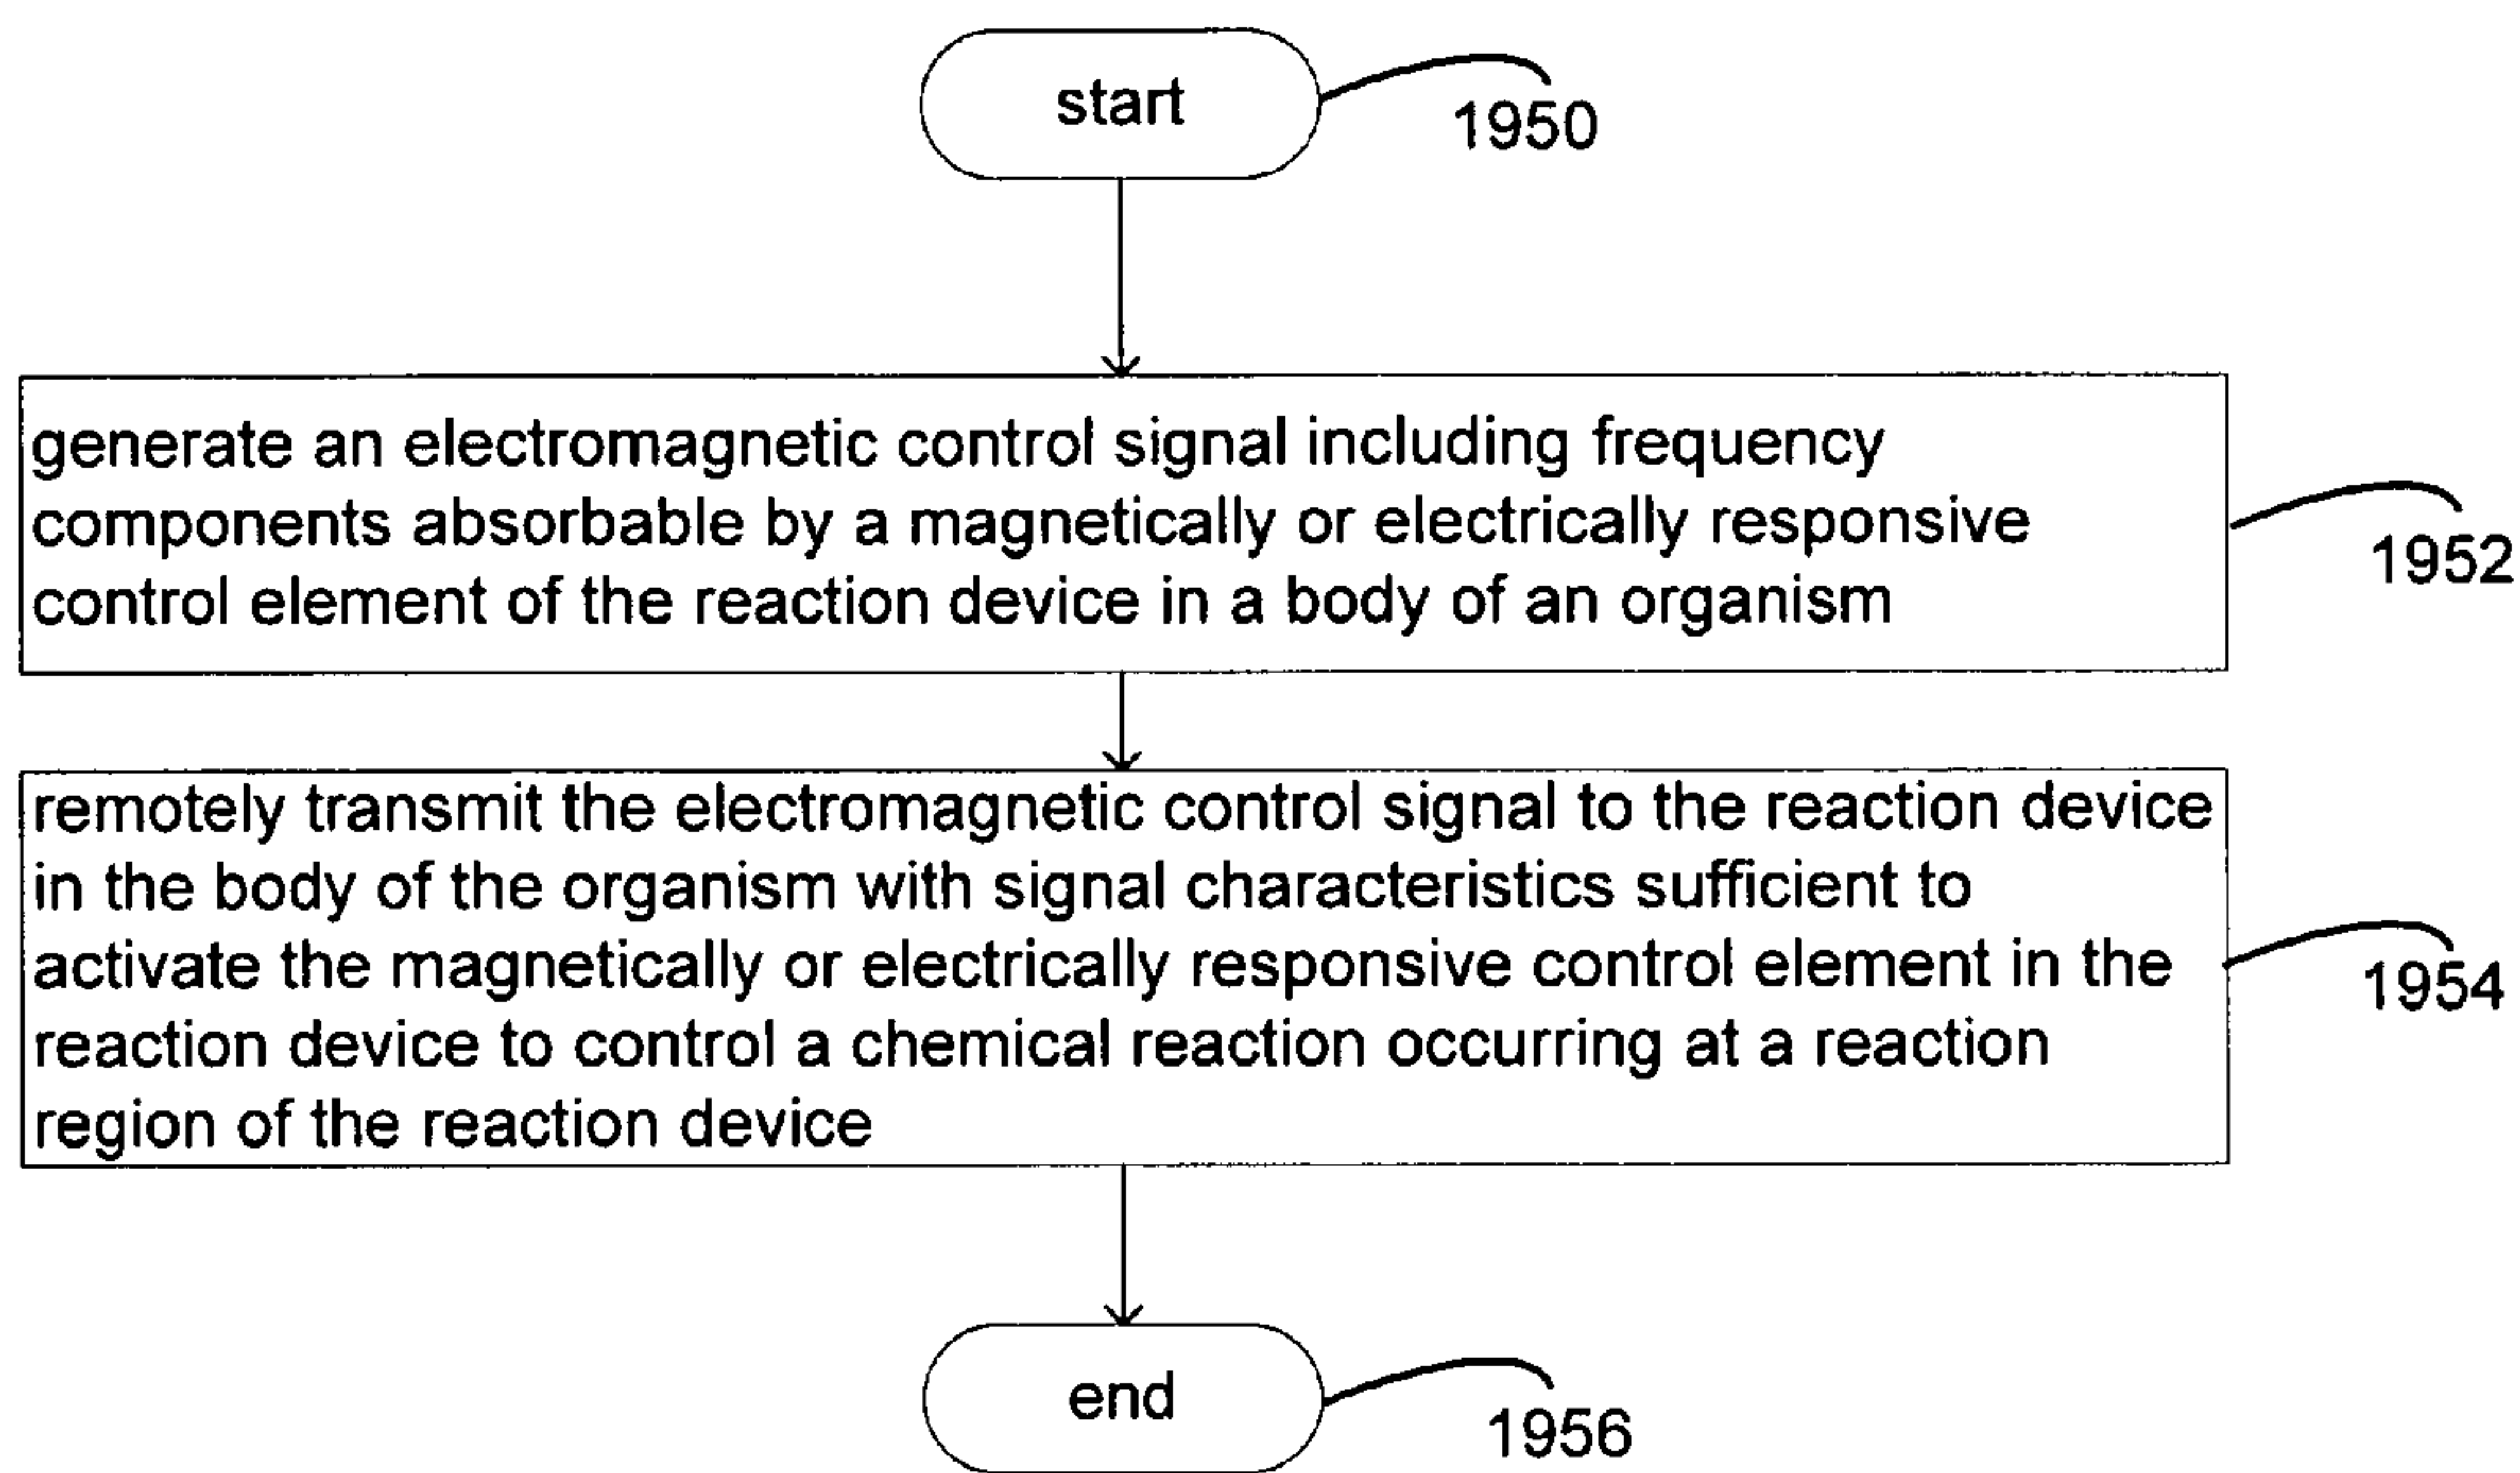 start
1950
generate an electromagnetic control signal including frequency
components absorbable by a magnetically or electrically responsive
control element of the reaction device in a body of an organism
1952
remotely transmit the electromagnetic control signal to the reaction device
in the body of the organism with signal characteristics sufficient to
activate the magnetically or electrically responsive control element in the
reaction device to control a chemical reaction occurring at a reaction
region of the reaction device
1954
end
1956